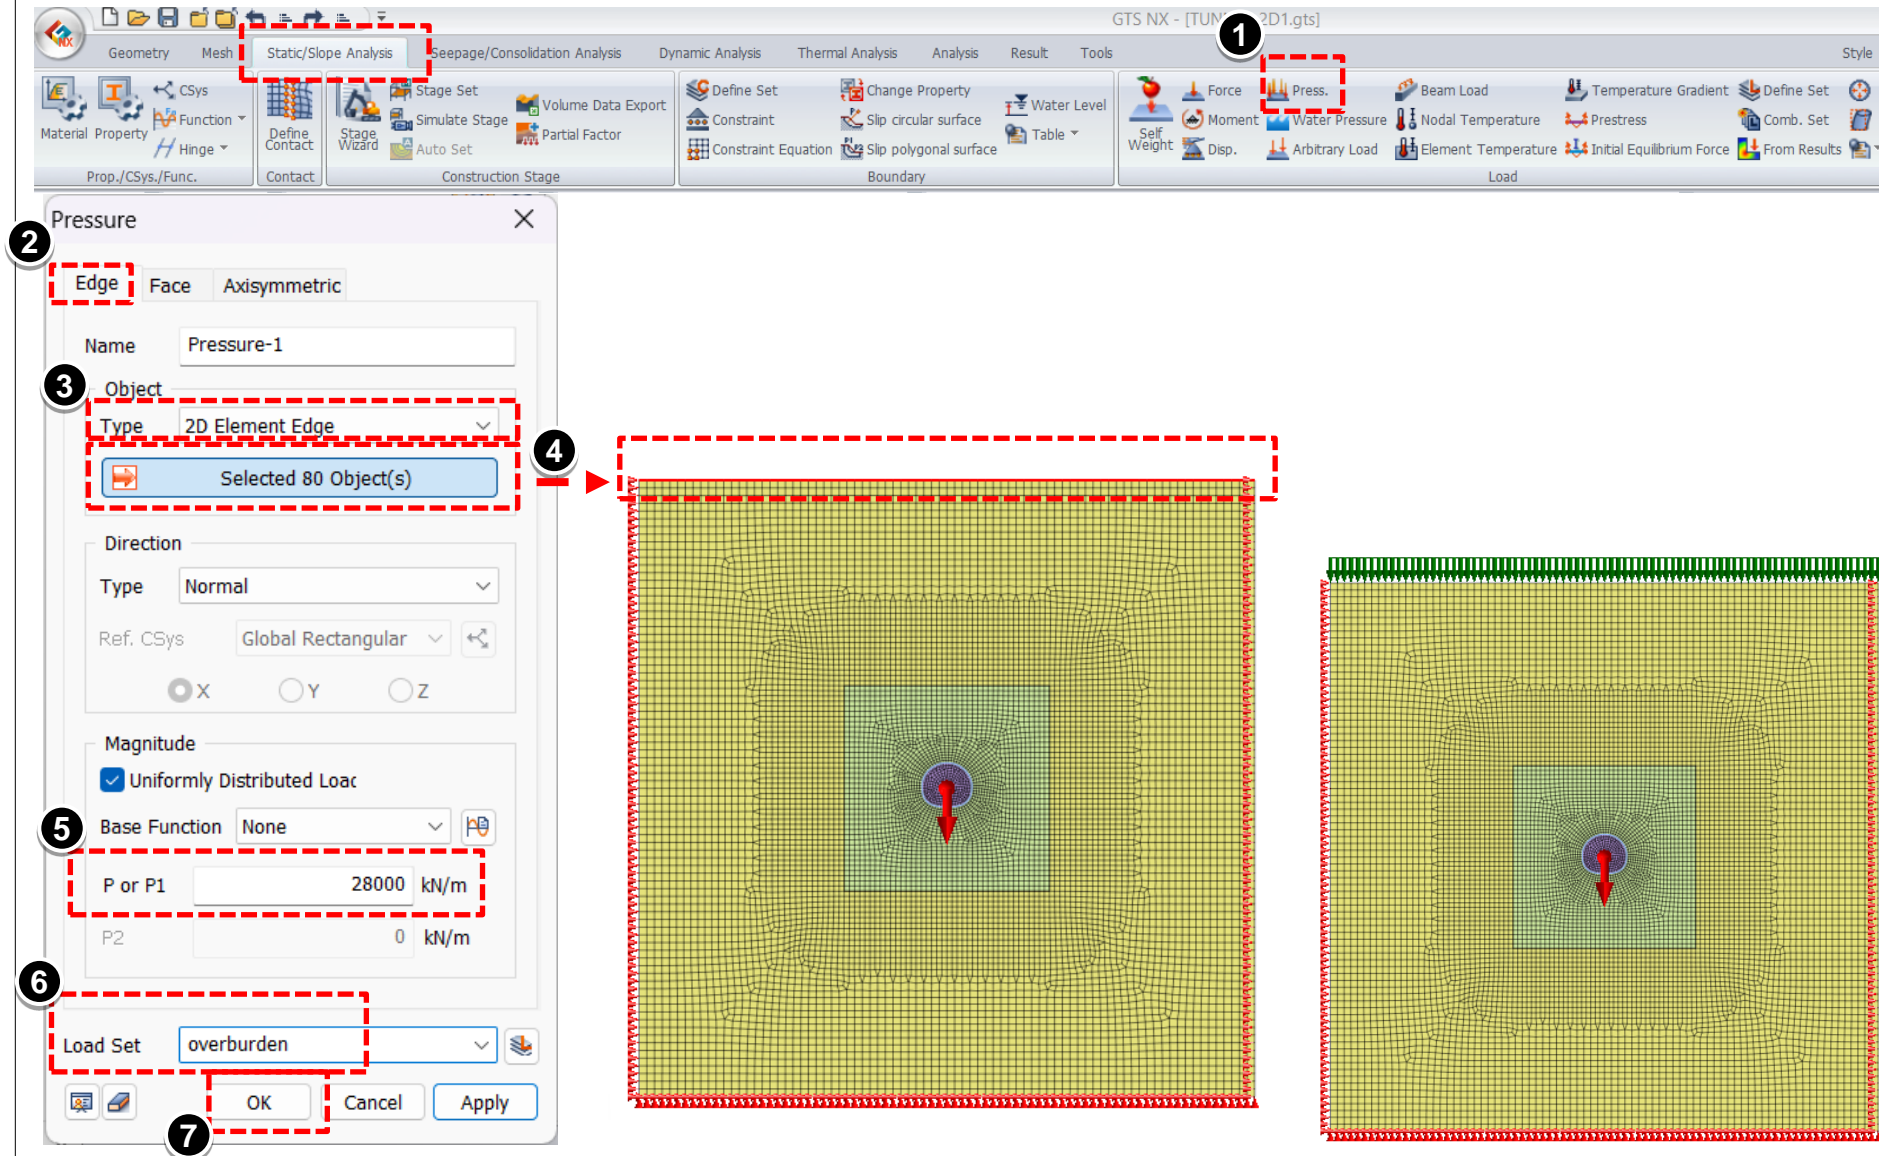 GTS NX - [TUN
2D1.gts]
1
Geometry Mesh Static/Slope Analysis Seepage/Consolidation Analysis Dynamic Analysis Thermal Analysis Analysis Result Tools Style
CSys Stage Set Volume Data Export Define Set Change Property Water Level Force Press. Beam Load Temperature Gradient Define Set
Material Property Function Define Contact Stage Wizard Simulate Stage Partial Factor Constraint Slip circular surface Table Self Weight Moment Water Pressure Nodal Temperature Prestress Comb. Set
Hinge Auto Set Constraint Equation Slip polygonal surface Disp. Arbitrary Load Element Temperature Initial Equilibrium Force From Results
Prop./CSys./Func. Contact Construction Stage Boundary Load
NX
Pressure
2
Edge Face Axisymmetric
Name Pressure-1
3
Object
Type 2D Element Edge
4
Selected 80 Object(s)
Direction
Type Normal
Ref. CSys Global Rectangular
X Y Z
Magnitude
Uniformly Distributed Loac
5
Base Function None
P or P1 28000 kN/m
P2 0 kN/m
6
Load Set overburden
OK Cancel Apply
7